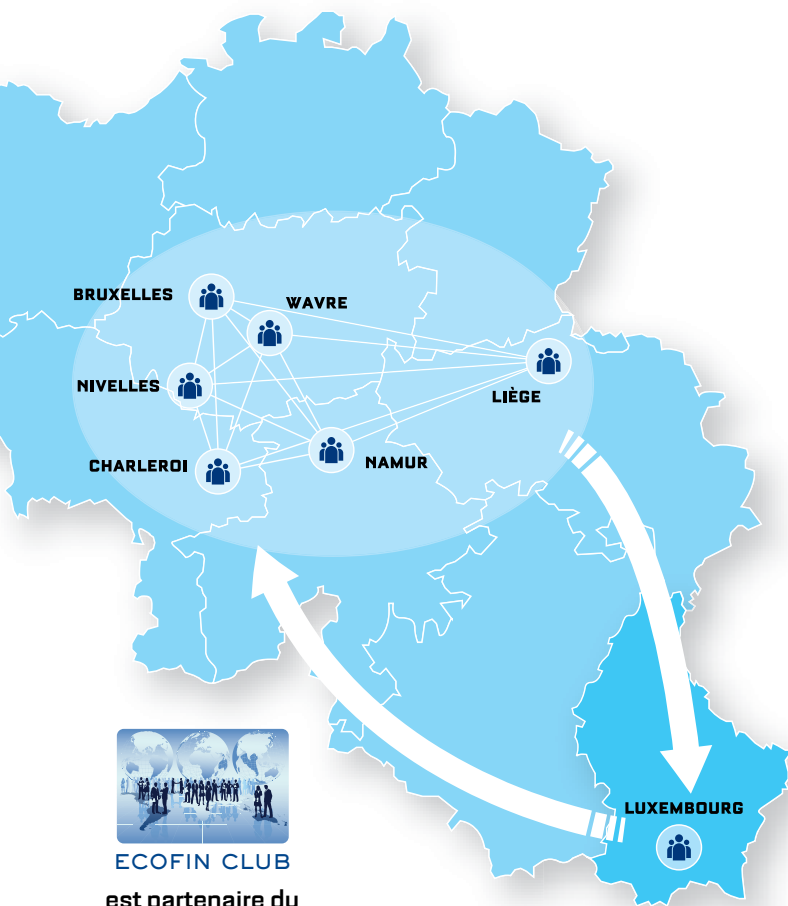 BRUXELLES
WAVRE
NIVELLES
LIÈGE
CHARLEROI
NAMUR
LUXEMBOURG
ECOFIN CLUB
est partenaire du